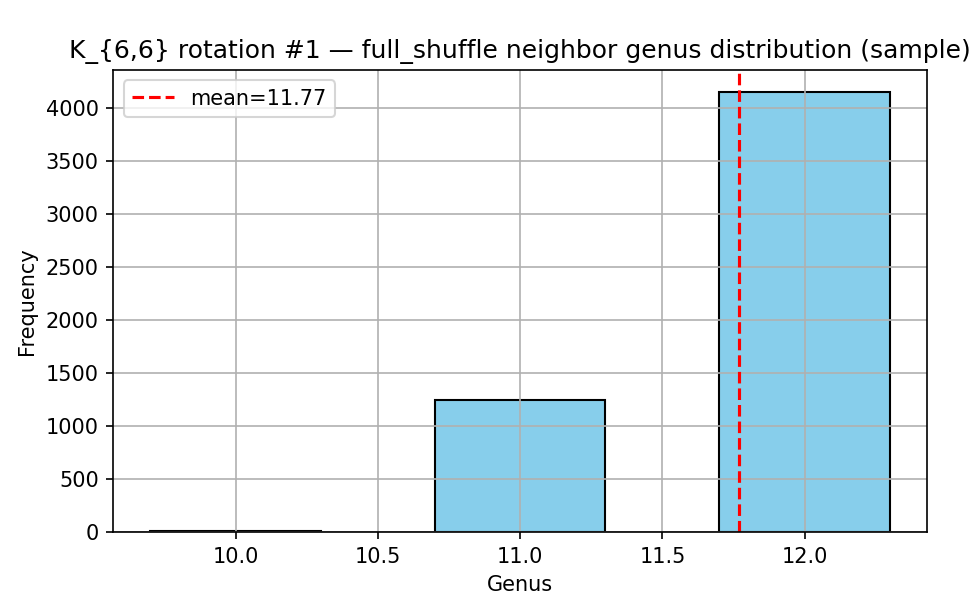 K_{6,6} rotation #1 — full_shuffle neighbor genus distribution (sample)
mean=11.77
Frequency
4000
3500
3000
2500
2000
1500
1000
500
0
10.0 10.5 11.0 11.5 12.0
Genus